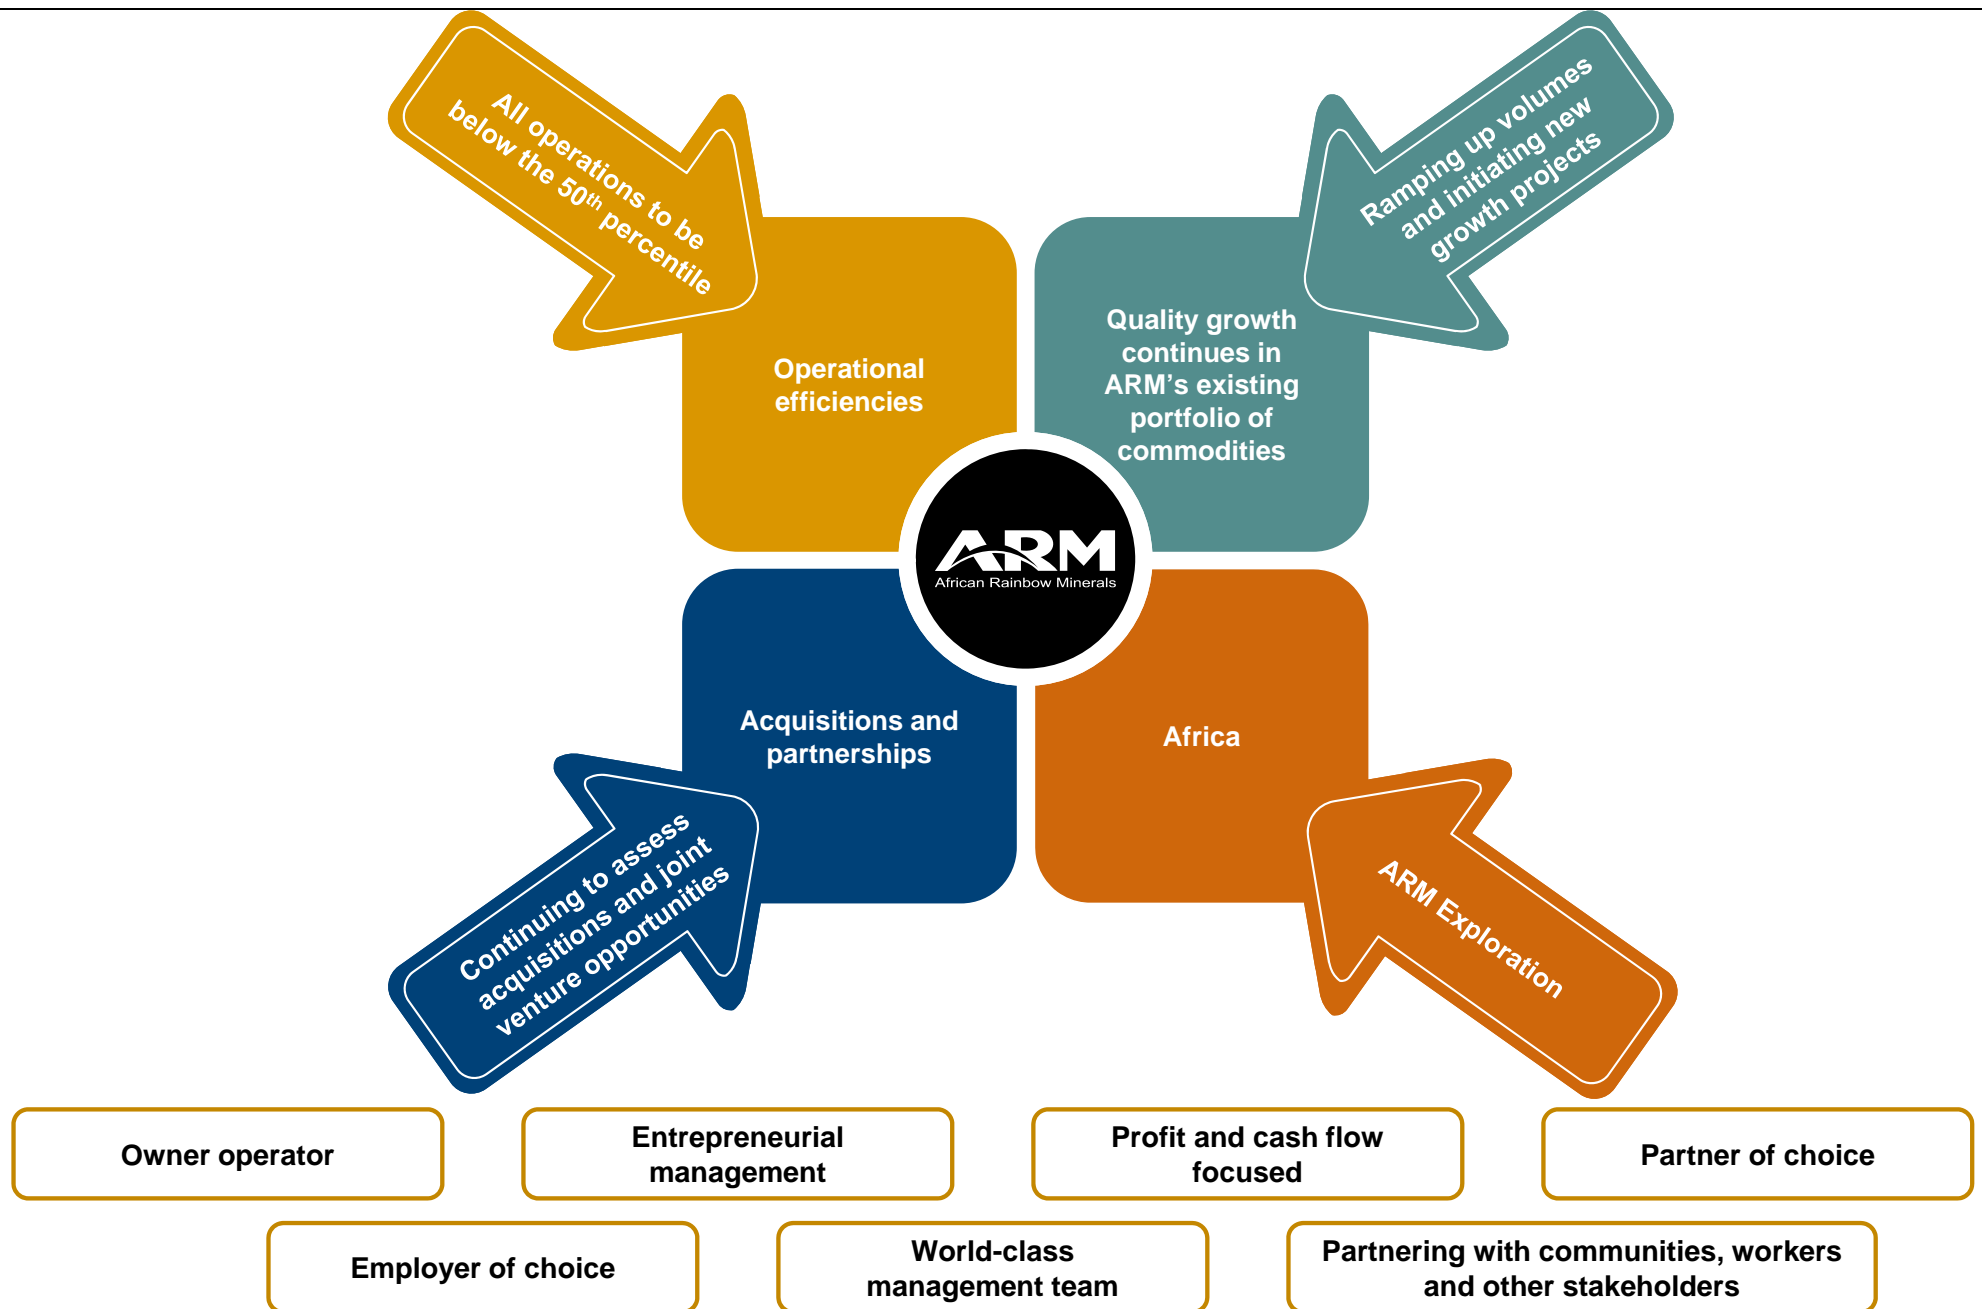 All operations to be
below the 50th percentile
Ramping up volumes
and initiating new
growth projects
Operational
efficiencies
Quality growth
continues in
ARM’s existing
portfolio of
commodities
ARM
African Rainbow Minerals
Acquisitions and
partnerships
Africa
Continuing to assess
acquisitions and joint
venture opportunities
ARM Exploration
Owner operator
Entrepreneurial
management
Profit and cash flow
focused
Partner of choice
Employer of choice
World-class
management team
Partnering with communities, workers
and other stakeholders